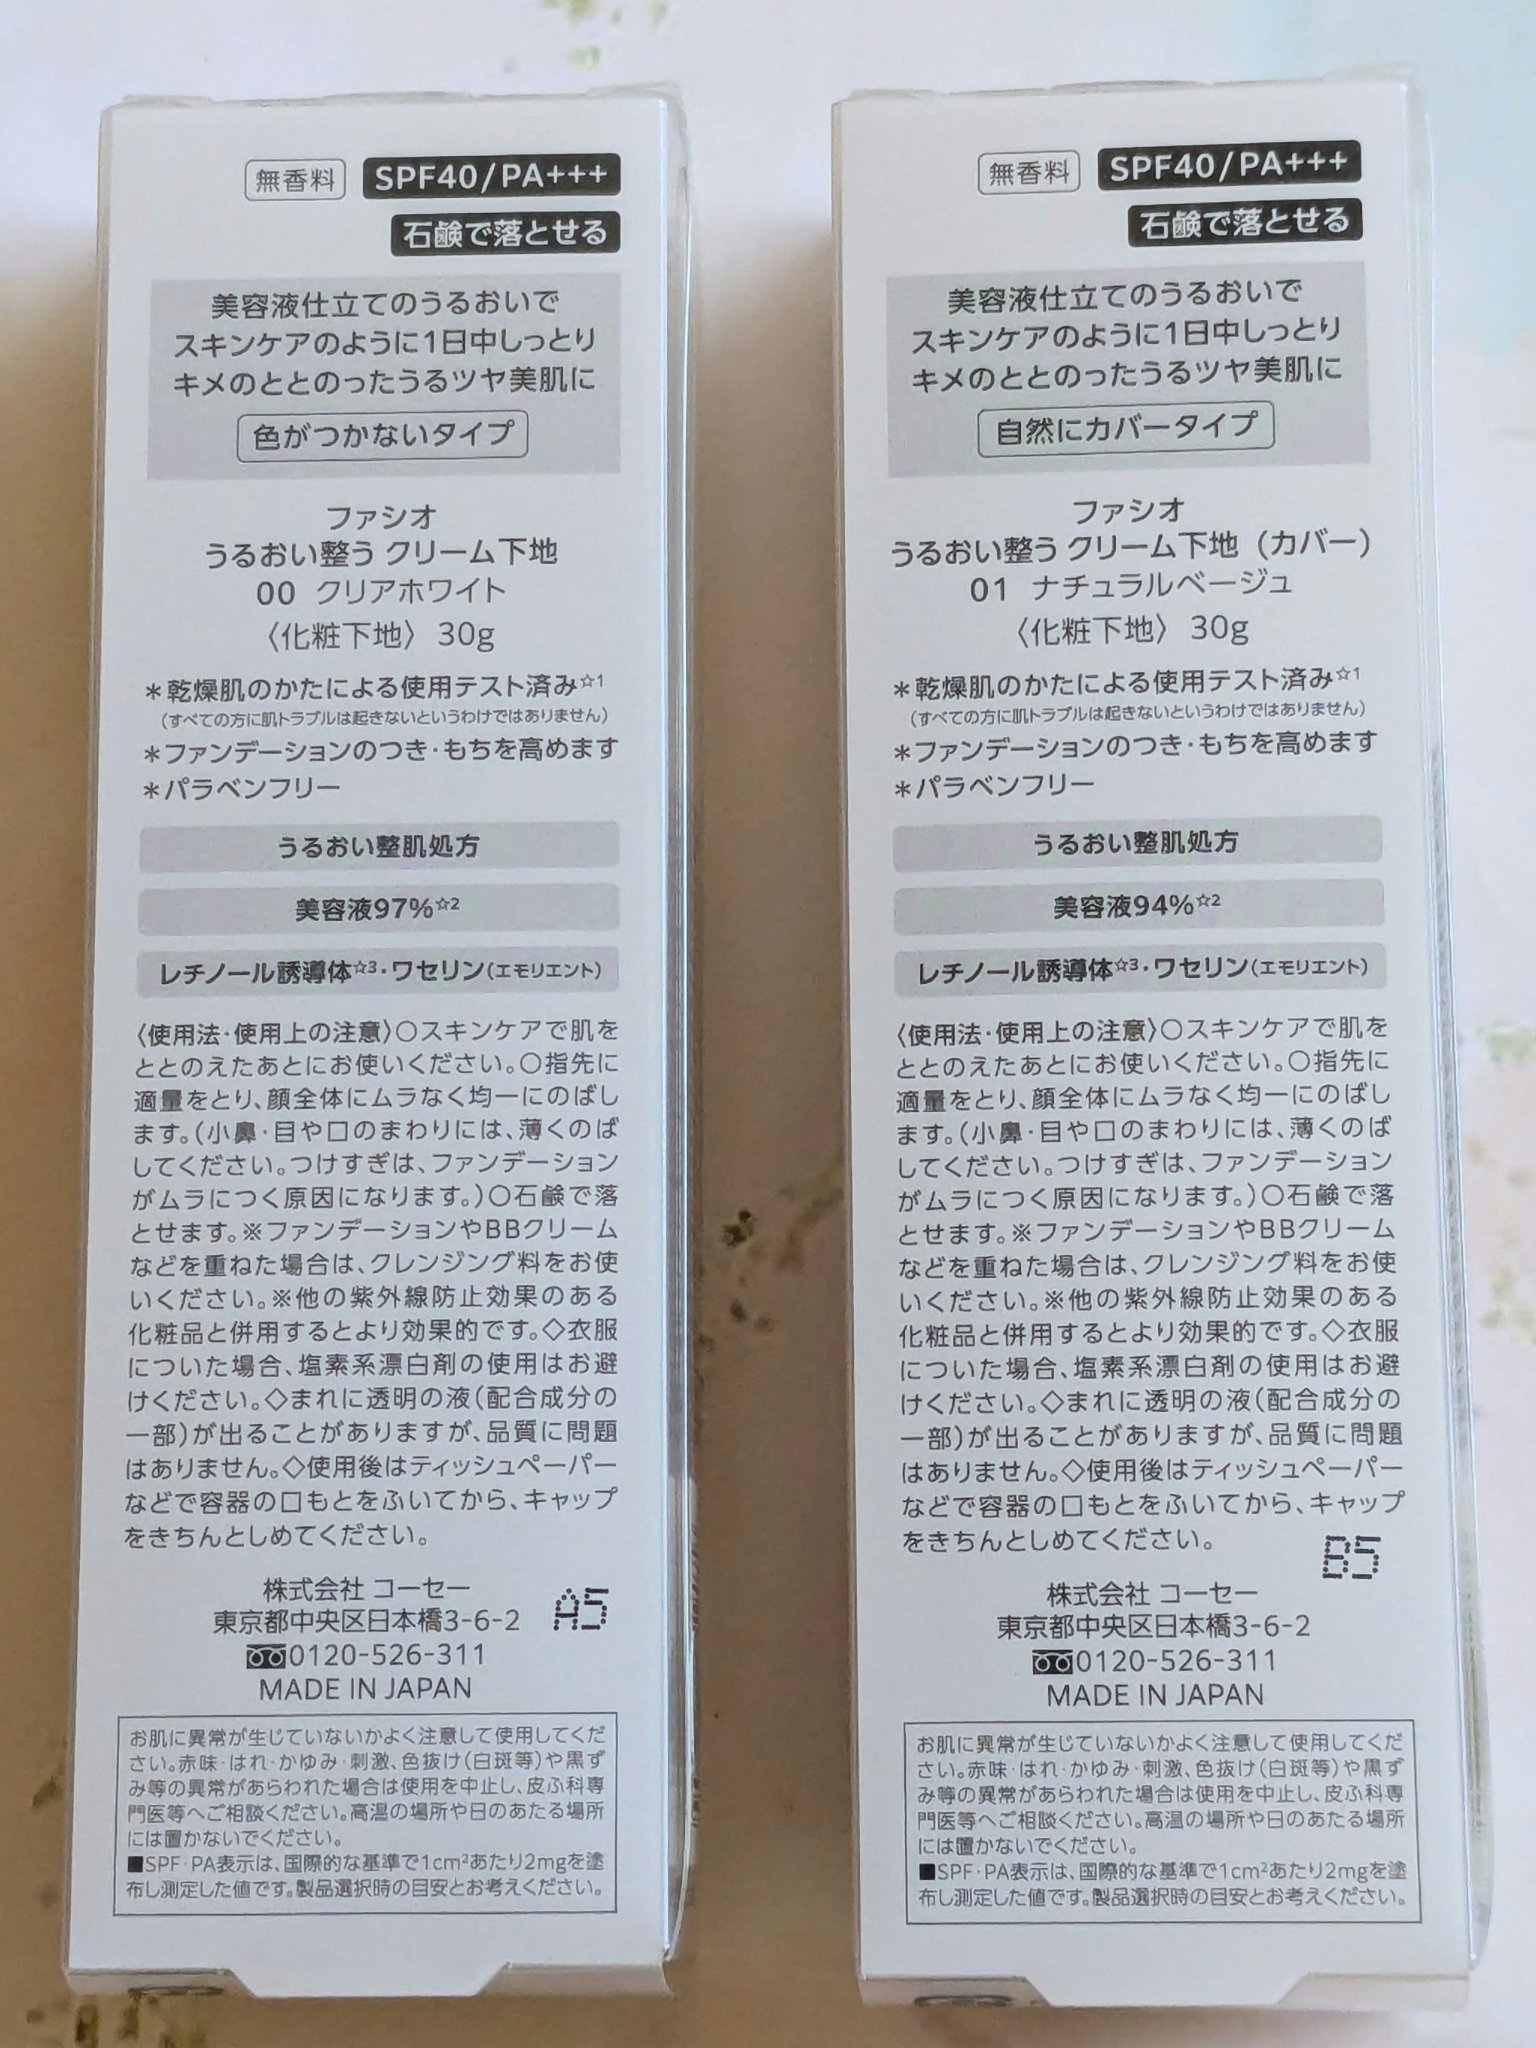 無香料 SPF40/PA+++
石鹸で落とせる
美容液仕立てのうるおいで
スキンケアのように1日中しっとり
キメのととのったうるツヤ美肌に
色がつかないタイプ
ファシオ
うるおい整う クリーム下地
00 クリアホワイト
〈化粧下地〉 30g
＊乾燥肌のかたによる使用テスト済み☆1
（すべての方に肌トラブルは起きないというわけではありません）
＊ファンデーションのつき・もちを高めます
＊パラベンフリー
うるおい整肌処方
美容液97%☆2
レチノール誘導体☆3・ワセリン（エモリエント）
〈使用法・使用上の注意〉○スキンケアで肌を
ととのえたあとにお使いください。○指先に
適量をとり、顔全体にムラなく均一にのばし
ます。（小鼻・目や口のまわりには、薄くのば
してください。つけすぎは、ファンデーション
がムラにつく原因になります。）○石鹸で落
とせます。※ファンデーションやBBクリーム
などを重ねた場合は、クレンジング料をお使
いください。※他の紫外線防止効果のある
化粧品と併用するとより効果的です。◇衣服
についた場合、塩素系漂白剤の使用はお避
けください。◇まれに透明の液（配合成分の
一部）が出ることがありますが、品質に問題
はありません。◇使用後はティッシュペーパー
などで容器の口もとをふいてから、キャップ
をきちんとしめてください。
株式会社 コーセー
東京都中央区日本橋3-6-2
A5
0120-526-311
MADE IN JAPAN
お肌に異常が生じていないかよく注意して使用してくだ
さい。赤味・はれ・かゆみ・刺激、色抜け（白斑等）や黒ず
み等の異常があらわれた場合は使用を中止し、皮ふ科専
門医等へご相談ください。高温の場所や日のあたる場所
には置かないでください。
■SPF・PA表示は、国際的な基準で1cm²あたり2mgを塗
布し測定した値です。製品選択時の目安とお考えください。
無香料 SPF40/PA+++
石鹸で落とせる
美容液仕立てのうるおいで
スキンケアのように1日中しっとり
キメのととのったうるツヤ美肌に
自然にカバータイプ
ファシオ
うるおい整う クリーム下地（カバー）
01 ナチュラルベージュ
〈化粧下地〉 30g
＊乾燥肌のかたによる使用テスト済み☆1
（すべての方に肌トラブルは起きないというわけではありません）
＊ファンデーションのつき・もちを高めます
＊パラベンフリー
うるおい整肌処方
美容液94%☆2
レチノール誘導体☆3・ワセリン（エモリエント）
〈使用法・使用上の注意〉○スキンケアで肌を
ととのえたあとにお使いください。○指先に
適量をとり、顔全体にムラなく均一にのばし
ます。（小鼻・目や口のまわりには、薄くのば
してください。つけすぎは、ファンデーション
がムラにつく原因になります。）○石鹸で落
とせます。※ファンデーションやBBクリーム
などを重ねた場合は、クレンジング料をお使
いください。※他の紫外線防止効果のある
化粧品と併用するとより効果的です。◇衣服
についた場合、塩素系漂白剤の使用はお避
けください。◇まれに透明の液（配合成分の
一部）が出ることがありますが、品質に問題
はありません。◇使用後はティッシュペーパー
などで容器の口もとをふいてから、キャップ
をきちんとしめてください。
B5
株式会社 コーセー
東京都中央区日本橋3-6-2
0120-526-311
MADE IN JAPAN
お肌に異常が生じていないかよく注意して使用してくだ
さい。赤味・はれ・かゆみ・刺激、色抜け（白斑等）や黒ず
み等の異常があらわれた場合は使用を中止し、皮ふ科専
門医等へご相談ください。高温の場所や日のあたる場所
には置かないでください。
■SPF・PA表示は、国際的な基準で1cm²あたり2mgを塗
布し測定した値です。製品選択時の目安とお考えください。